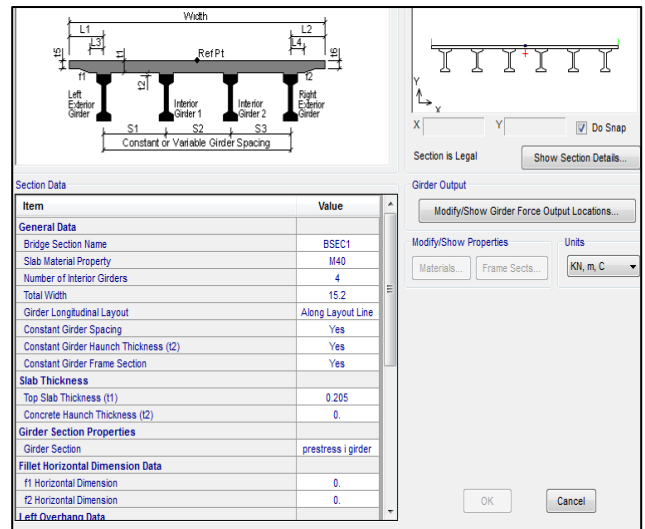 Width
L1
L2
L3
L4
t5
t1
RefPt
t6
f1
t2
f2
Left Exterior Girder
Interior Girder 1
Interior Girder 2
Right Exterior Girder
S1 S2 S3
Constant or Variable Girder Spacing
Y
X
X Y Do Snap
Section is Legal Show Section Details...
Section Data
Item Value
General Data
Bridge Section Name BSEC1
Slab Material Property M40
Number of Interior Girders 4
Total Width 15.2
Girder Longitudinal Layout Along Layout Line
Constant Girder Spacing Yes
Constant Girder Haunch Thickness (t2) Yes
Constant Girder Frame Section Yes
Slab Thickness
Top Slab Thickness (t1) 0.205
Concrete Haunch Thickness (t2) 0.
Girder Section Properties
Girder Section prestress i girder
Fillet Horizontal Dimension Data
f1 Horizontal Dimension 0.
f2 Horizontal Dimension 0.
Left Overhang Data
Girder Output
Modify/Show Girder Force Output Locations...
Modify/Show Properties
Materials... Frame Sects...
Units
KN, m, C
OK Cancel